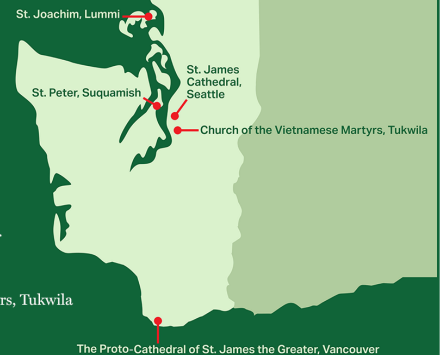 St. Joachim, Lummi
St. James
Cathedral,
Seattle
St. Peter, Suquamish
Church of the Vietnamese Martyrs, Tukwila
rs, Tukwila
The Proto-Cathedral of St. James the Greater, Vancouver